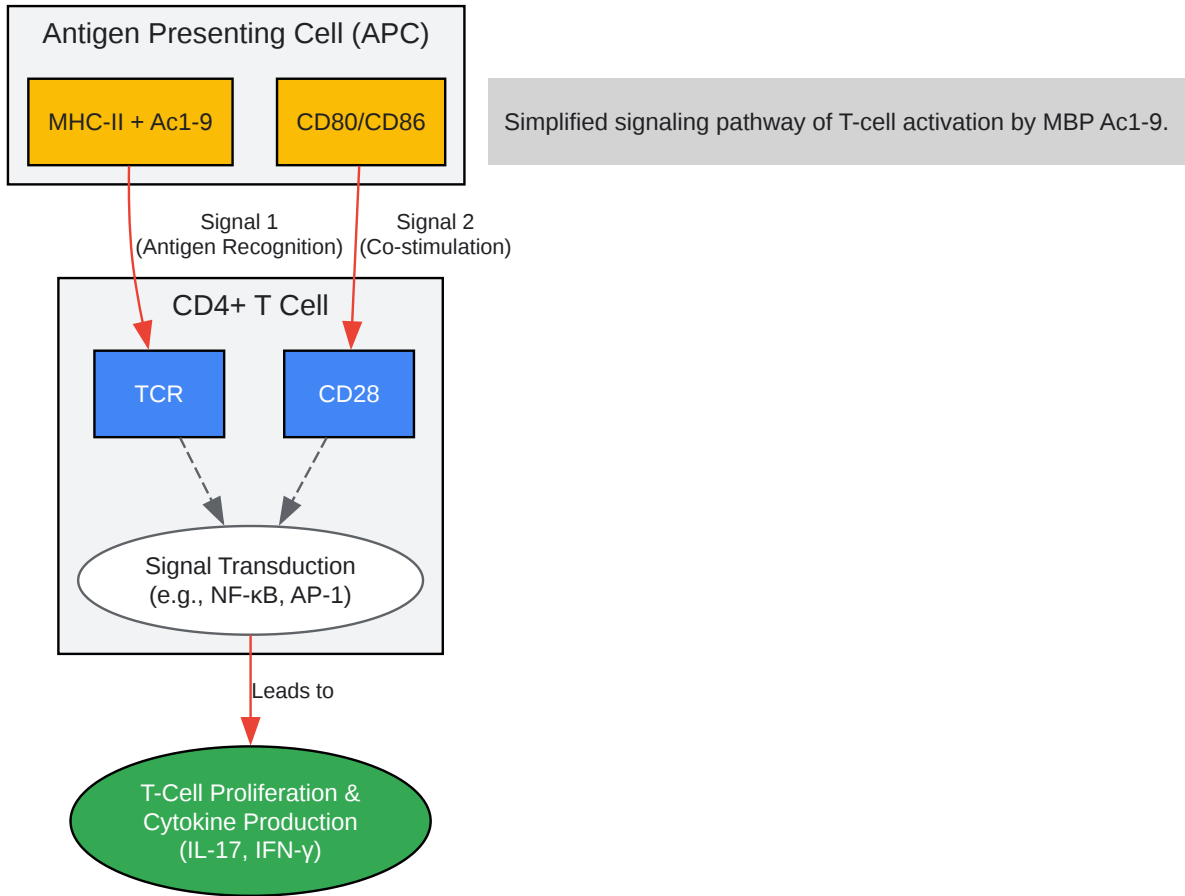 Antigen Presenting Cell (APC)
MHC-II + Ac1-9
CD80/CD86
Simplified signaling pathway of T-cell activation by MBP Ac1-9.
Signal 1
(Antigen Recognition)
Signal 2
(Co-stimulation)
CD4+ T Cell
TCR
CD28
Signal Transduction
(e.g., NF-κB, AP-1)
Leads to
T-Cell Proliferation &
Cytokine Production
(IL-17, IFN-γ)